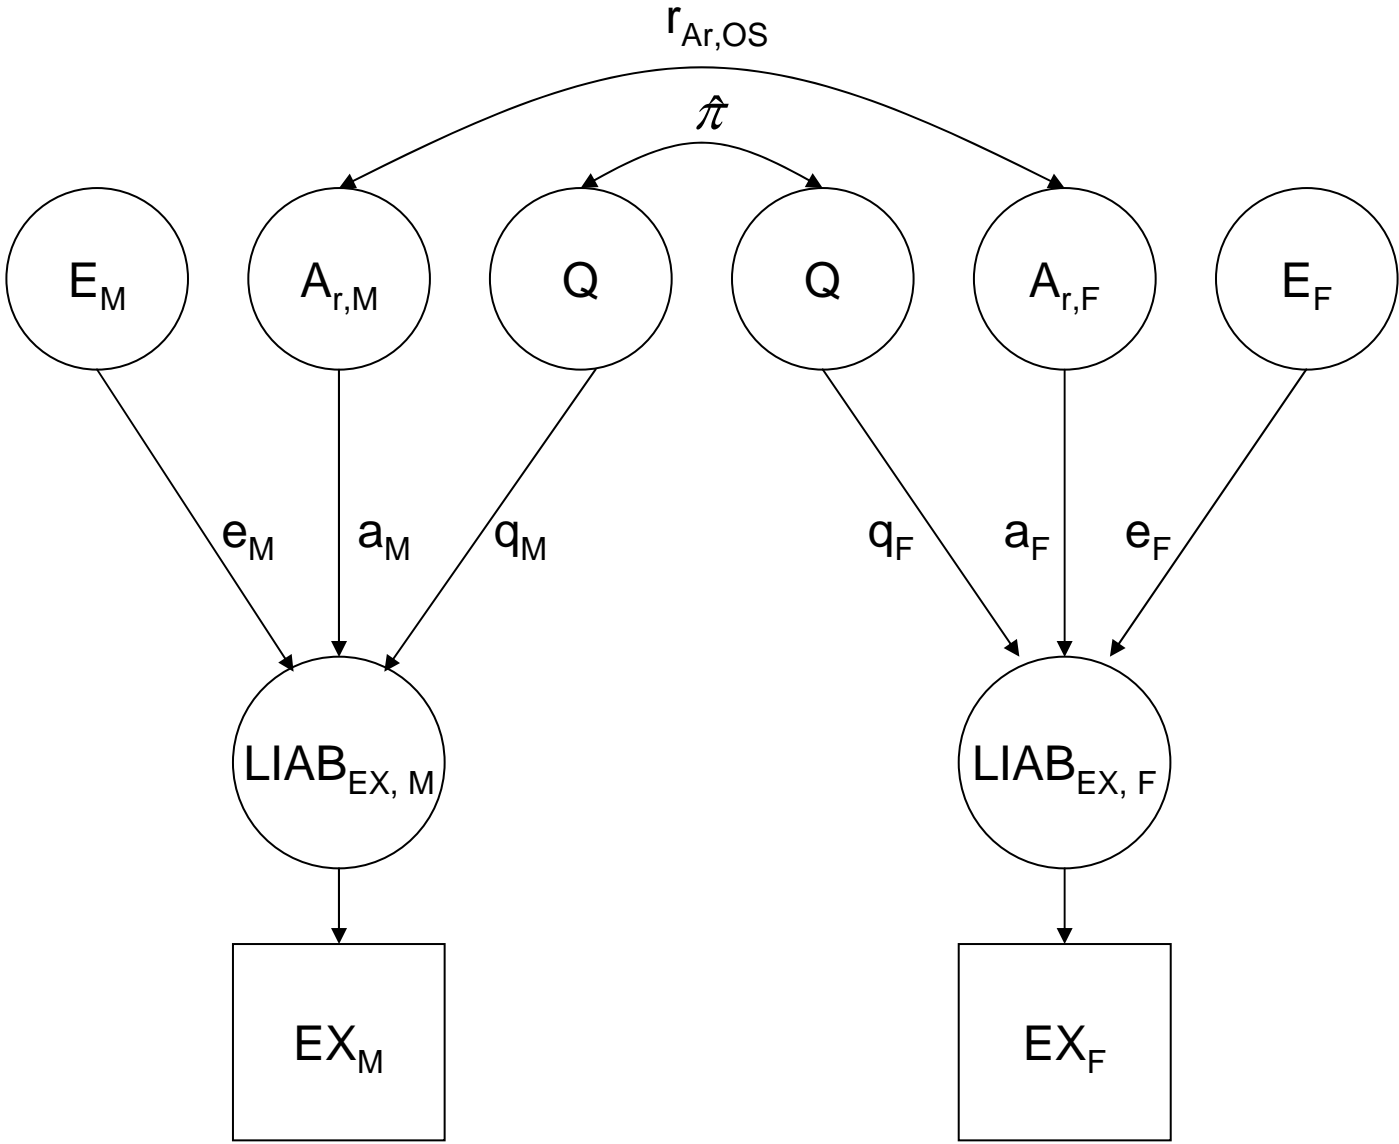 r_Ar,OS
π̂
E_M A_r,M Q Q A_r,F E_F
e_M a_M q_M q_F a_F e_F
LIAB_EX, M LIAB_EX, F
EX_M EX_F